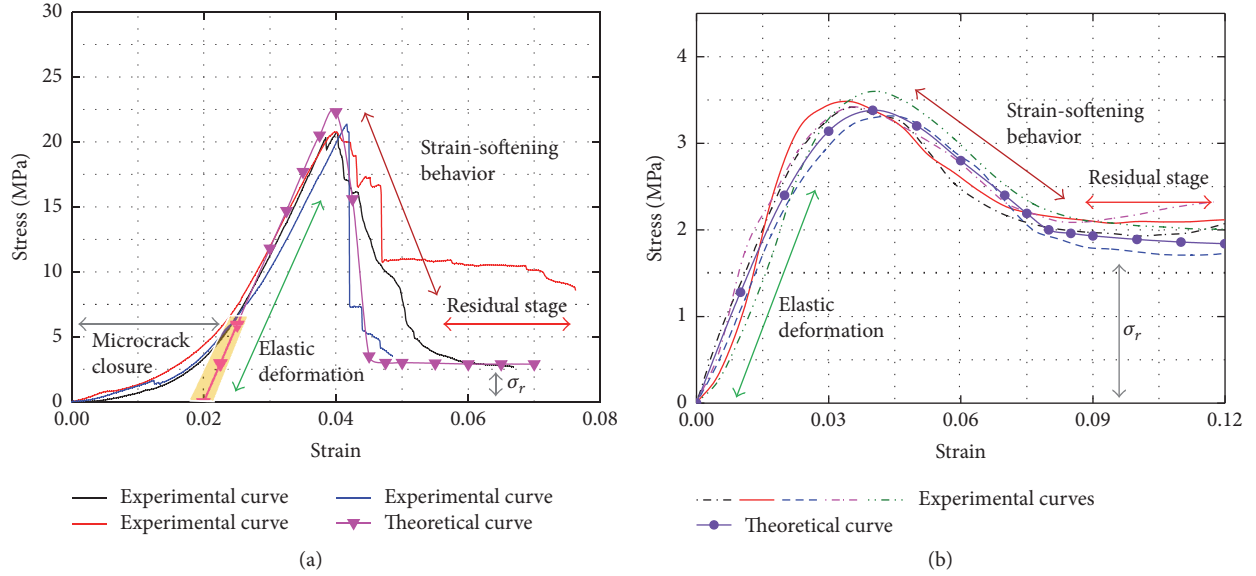 30
25
20
15
10
5
0
0.00
0.02
0.04
0.06
0.08
Stress (MPa)
Strain
Strain-softening
behavior
Residual stage
Microcrack
closure
Elastic
deformation
σr
Experimental curve
Experimental curve
Experimental curve
Theoretical curve
(a)
4
3
2
1
0
0.00
0.03
0.06
0.09
0.12
Stress (MPa)
Strain
Strain-softening
behavior
Residual stage
Elastic
deformation
σr
Experimental curves
Theoretical curve
(b)